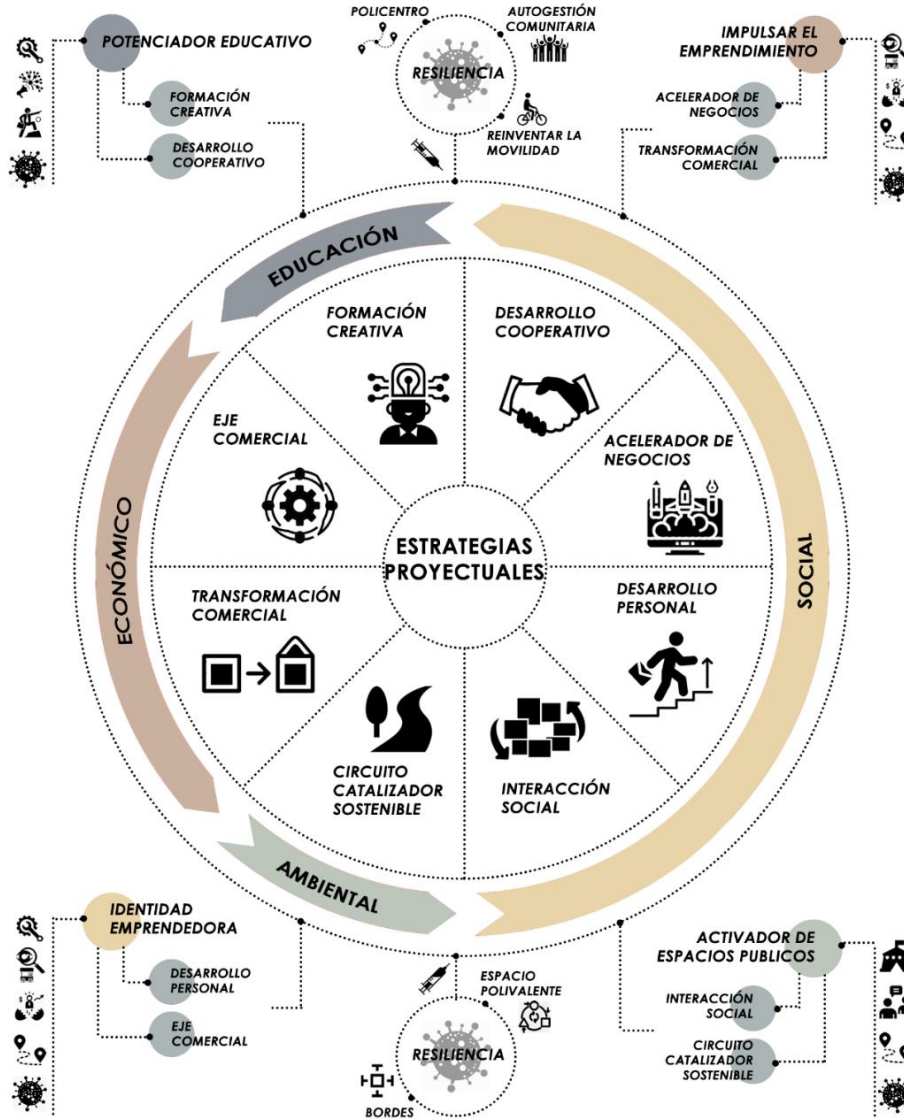 POTENCIADOR EDUCATIVO
FORMACIÓN
CREATIVA
DESARROLLO
COOPERATIVO
POLICENTRO
AUTOGESTIÓN
COMUNITARIA
RESILIENCIA
REINVENTAR LA
MOVILIDAD
IMPULSAR EL
EMPRENDIMIENTO
ACELERADOR DE
NEGOCIOS
TRANSFORMACIÓN
COMERCIAL
EDUCACIÓN
SOCIAL
ECONÓMICO
AMBIENTAL
FORMACIÓN
CREATIVA
DESARROLLO
COOPERATIVO
EJE
COMERCIAL
ACELERADOR DE
NEGOCIOS
ESTRATEGIAS
PROYECTUALES
TRANSFORMACIÓN
COMERCIAL
DESARROLLO
PERSONAL
CIRCUITO
CATALIZADOR
SOSTENIBLE
INTERACCIÓN
SOCIAL
IDENTIDAD
EMPRENDEDORA
DESARROLLO
PERSONAL
EJE
COMERCIAL
ESPACIO
POLIVALENTE
RESILIENCIA
BORDES
ACTIVADOR DE
ESPACIOS PUBLICOS
INTERACCIÓN
SOCIAL
CIRCUITO
CATALIZADOR
SOSTENIBLE